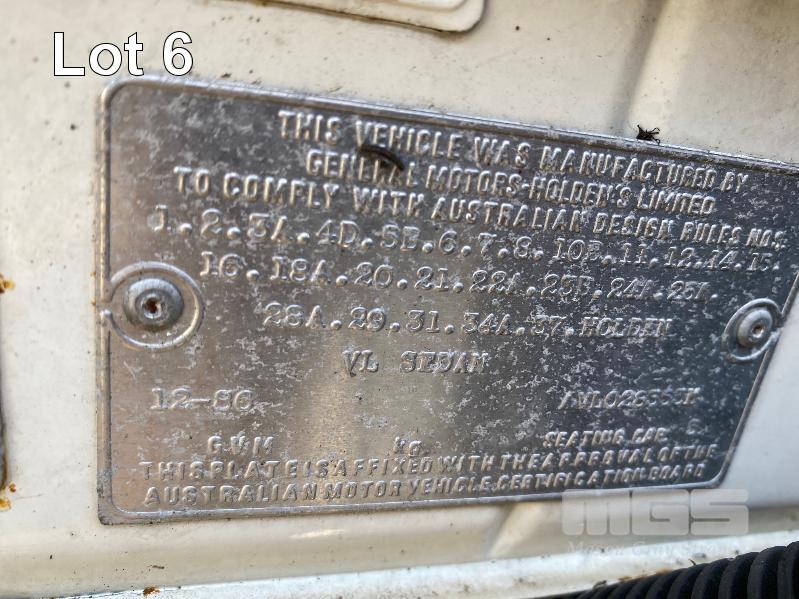 Lot 6
THIS VEHICLE WAS MANUFACTURED BY
GENERAL MOTORS-HOLDEN'S LIMITED
TO COMPLY WITH AUSTRALIAN DESIGN RULES NOS
1.2.3A.4D.5B.6.7.8.10B.11.12.14.15.
16.18A.20.21.22A.23B.24A.25A.
28A.29.31.34A.37.HOLDEN
VL SEDAN
12-86
G.V.M KG. SEATING CAP. 5
THIS PLATE IS AFFIXED WITH THE APPROVAL OF THE
AUSTRALIAN MOTOR VEHICLE CERTIFICATION BOARD
MGS